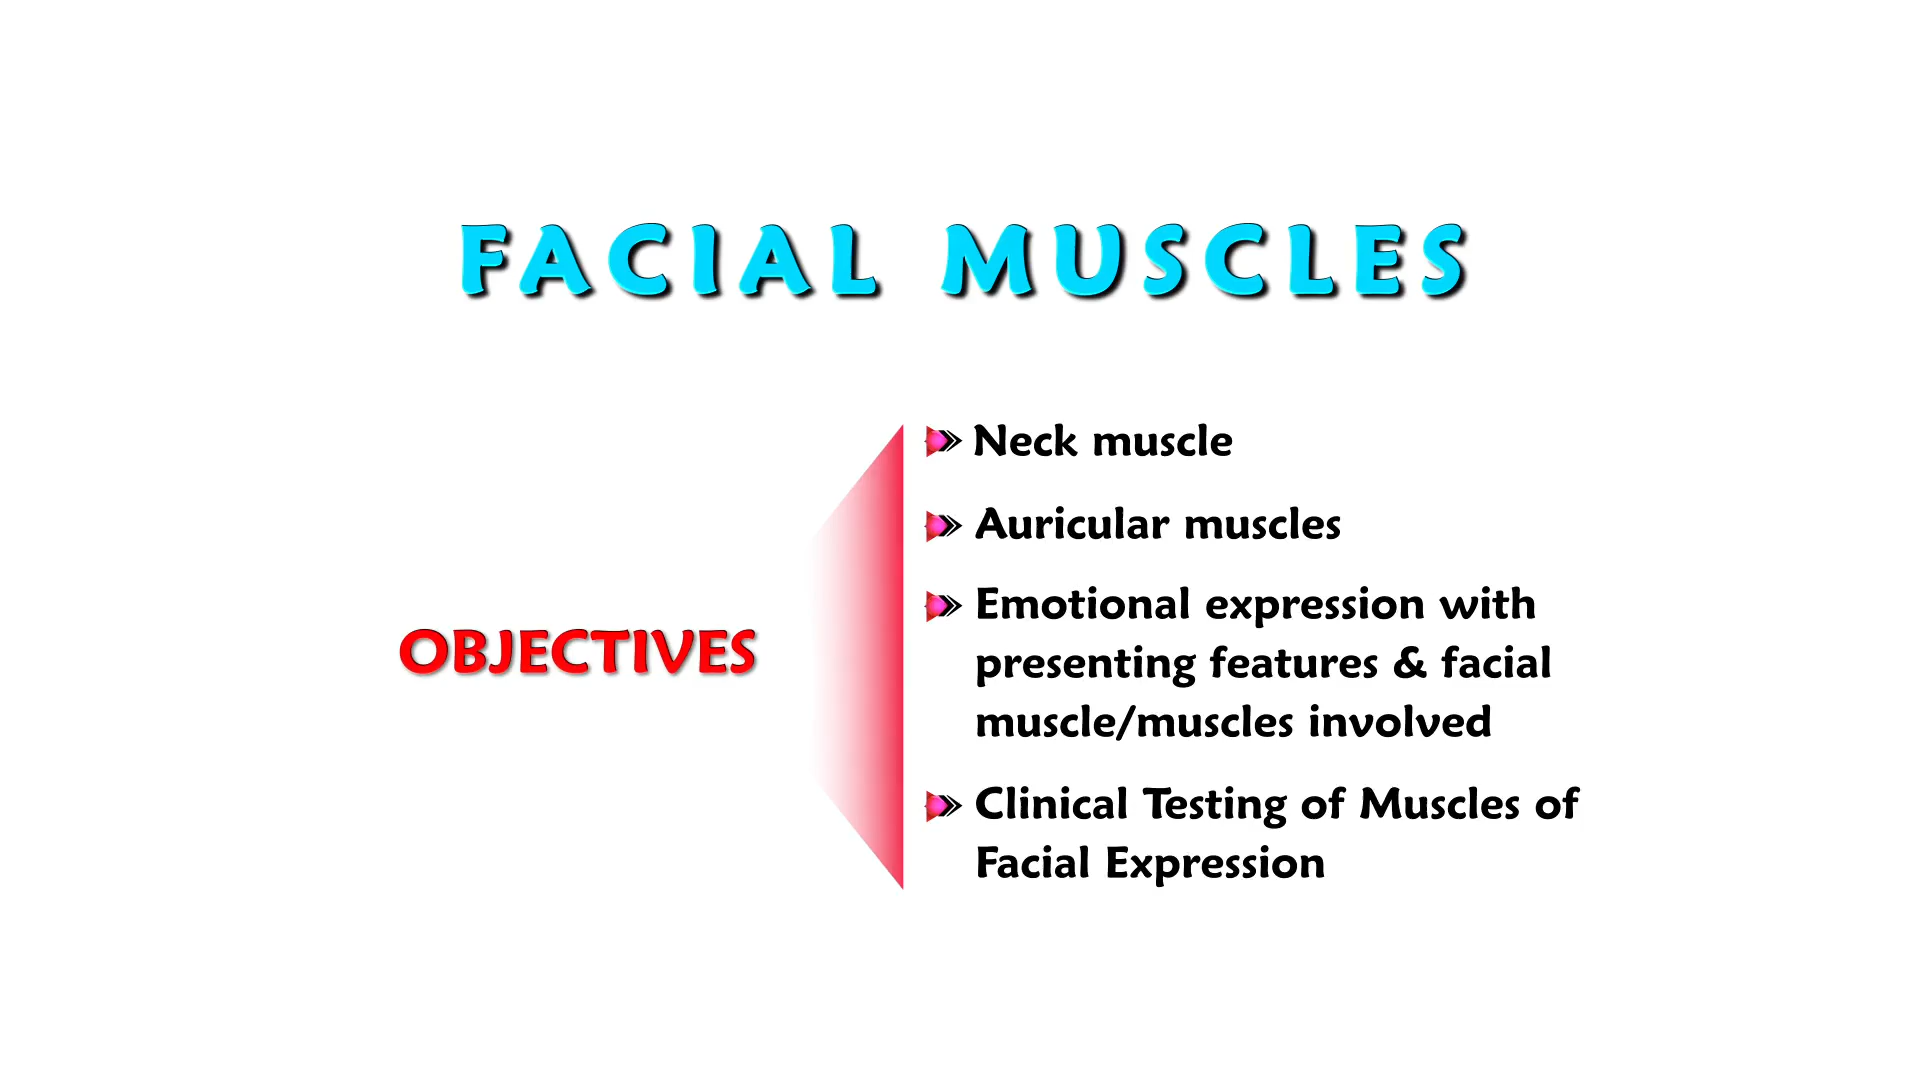 FACIAL MUSCLES
OBJECTIVES
Neck muscle
Auricular muscles
Emotional expression with
presenting features & facial
muscle/muscles involved
Clinical Testing of Muscles of
Facial Expression